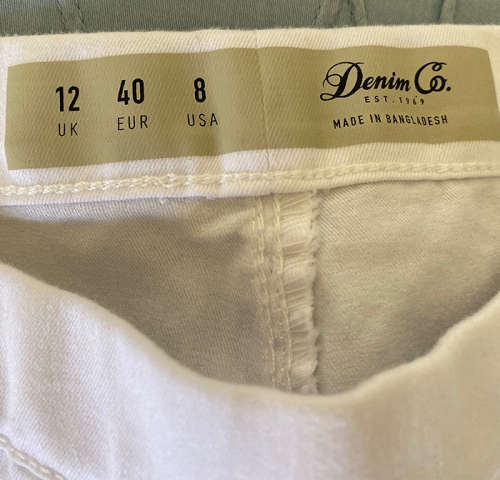 12 40 8
UK EUR USA
Denim Co.
EST. 1969
MADE IN BANGLADESH